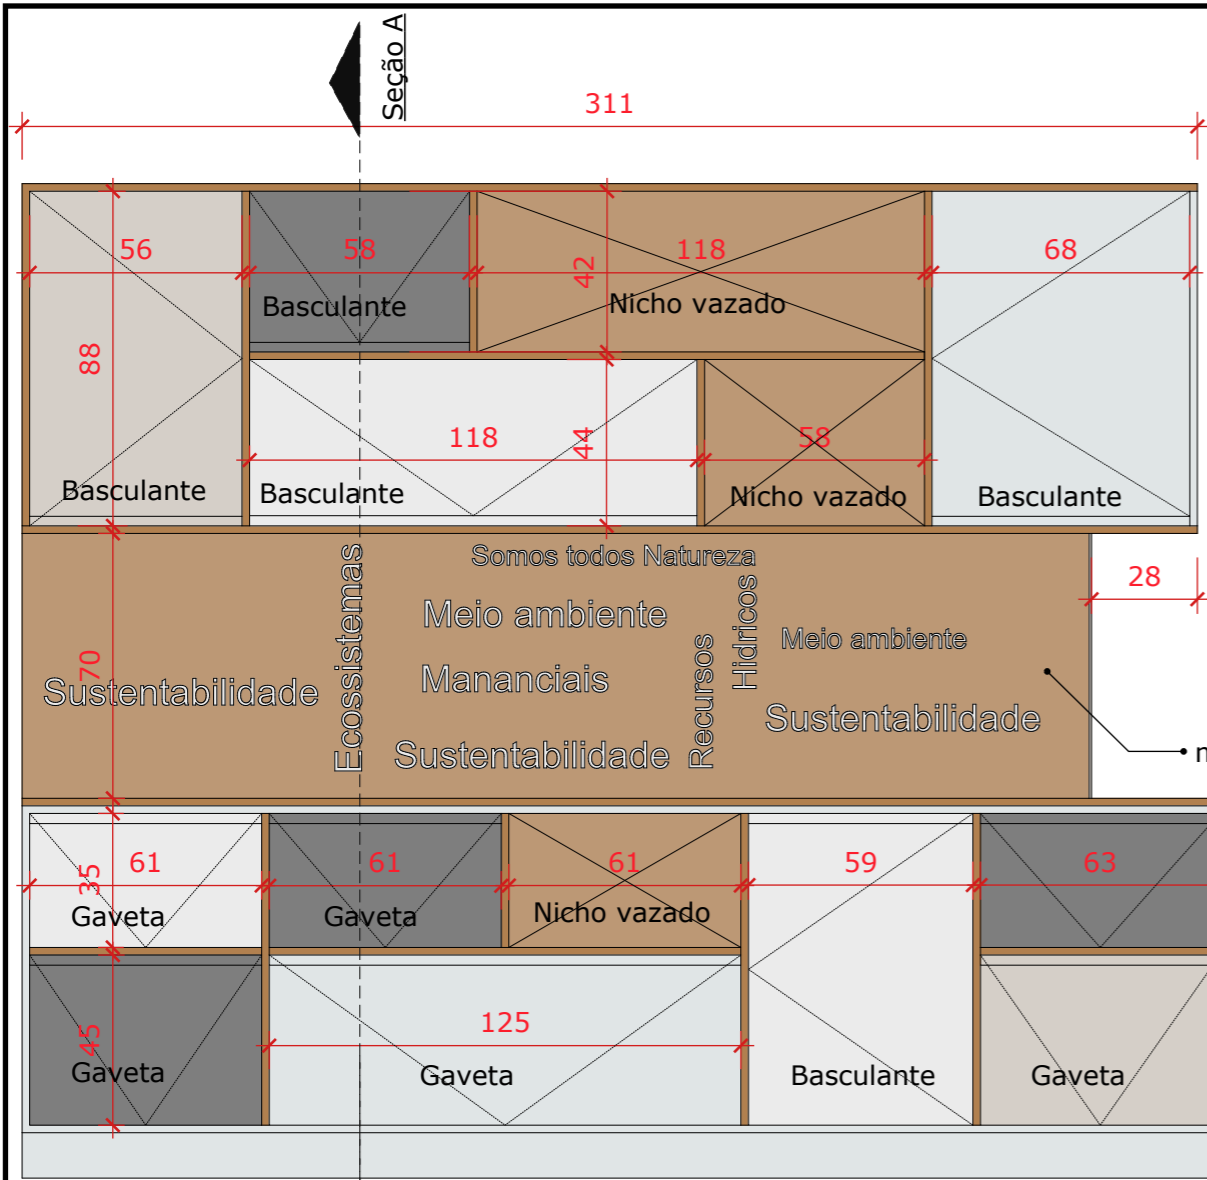 Seção A
311
56
58
118
68
42
Basculante
Nicho vazado
88
118
44
58
Basculante
Basculante
Nicho vazado
Basculante
Somos todos Natureza
28
Ecossistemas
Meio ambiente
Hidricos
Meio ambiente
70
Sustentabilidade
Mananciais
Recursos
Sustentabilidade
Sustentabilidade
61
61
61
59
63
35
Gaveta
Gaveta
Nicho vazado
125
45
Gaveta
Gaveta
Basculante
Gaveta